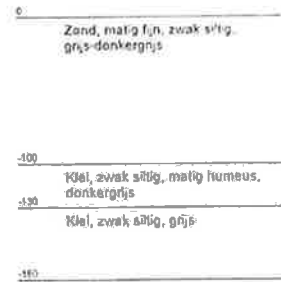 0
Zand, matig fijn, zwak siltig,
grijs-donkergrijs
-100
Klei, zwak siltig, matig humeus,
donkergrijs
-130
Klei, zwak siltig, grijs